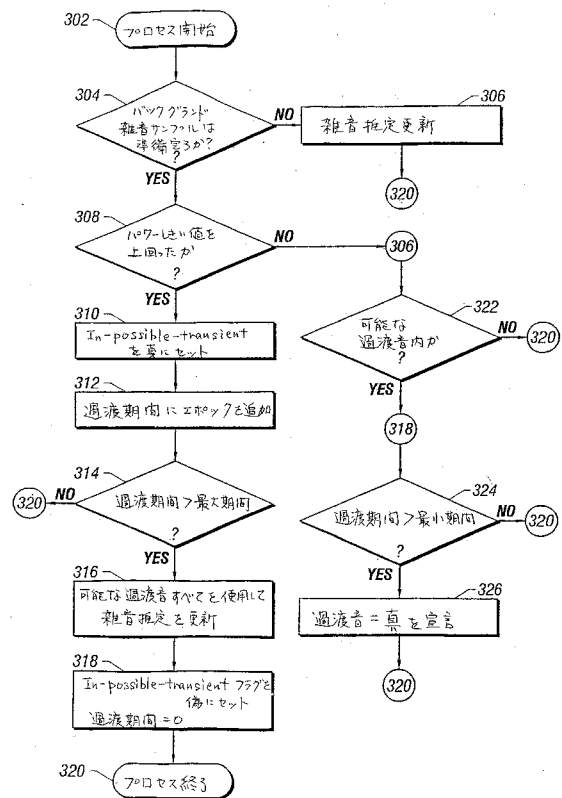 302
プロセス開始
304
バックグランド
雑音サンプルは
準備完了か?
?
NO
306
雑音推定更新
YES
320
308
パワーしきい値を
上回ったか
?
NO
306
YES
310
In-possible-transient
を真にセット
322
可能な
過渡音内か
?
NO
320
YES
312
過渡期間にエポックを追加
318
314
320
NO
過渡期間>最大期間
?
YES
324
過渡期間>最小期間
?
NO
320
YES
316
可能な過渡音すべてを使用して
雑音推定を更新
326
過渡音=真を宣言
318
In-possible-transient フラグを
偽にセット
過渡期間=0
320
320
プロセス終了